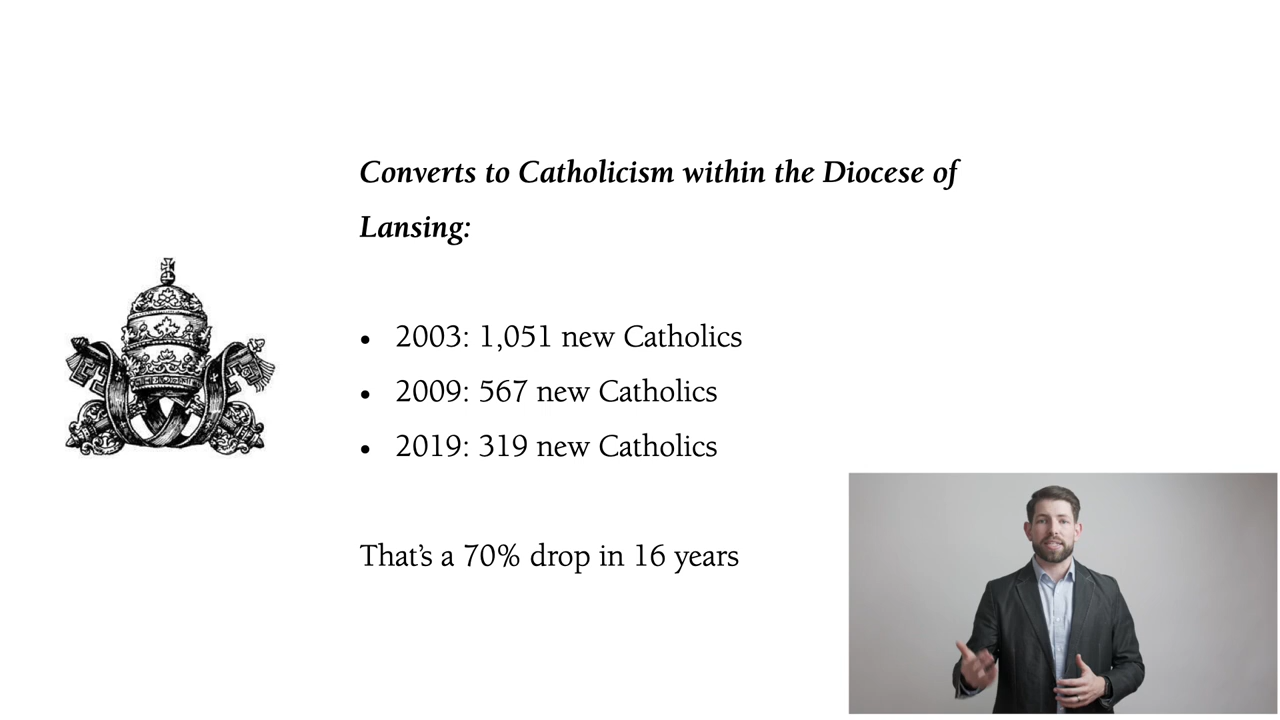 Converts to Catholicism within the Diocese of
Lansing:
• 2003: 1,051 new Catholics
• 2009: 567 new Catholics
• 2019: 319 new Catholics
That’s a 70% drop in 16 years